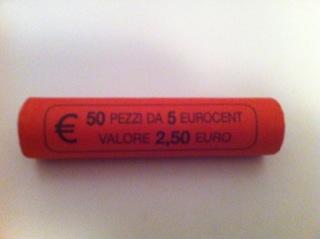 € 50 PEZZI DA 5 EUROCENT
VALORE 2,50 EURO